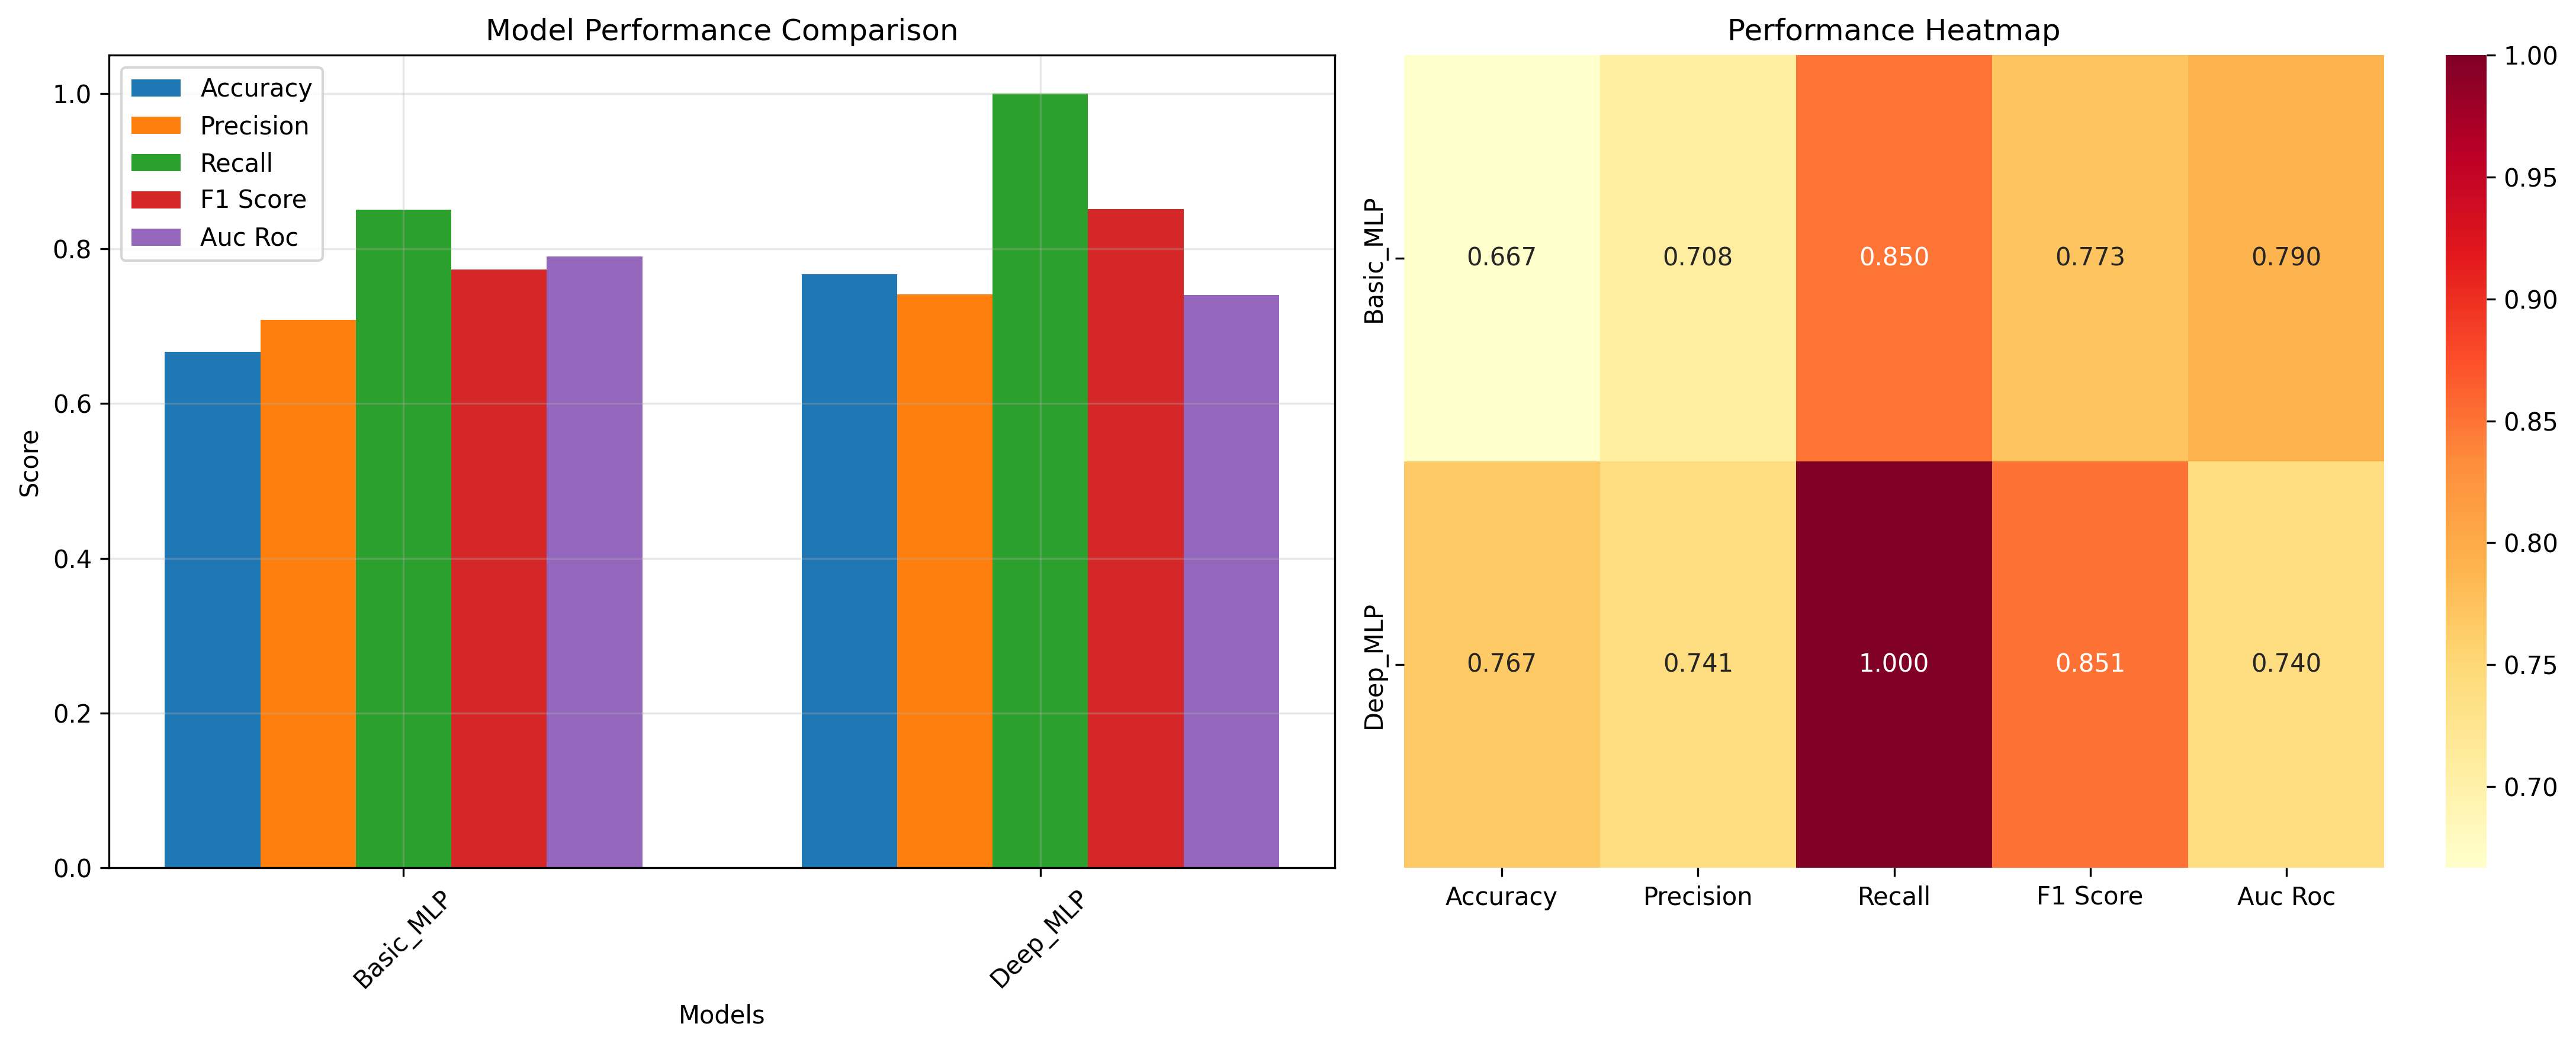 Model Performance Comparison
Accuracy
Precision
Recall
F1 Score
Auc Roc
1.0
0.8
0.6
0.4
0.2
0.0
Score
Basic_MLP
Deep_MLP
Models
Performance Heatmap
Basic_MLP
0.667 0.708 0.850 0.773 0.790
Deep_MLP
0.767 0.741 1.000 0.851 0.740
Accuracy Precision Recall F1 Score Auc Roc
1.00
0.95
0.90
0.85
0.80
0.75
0.70